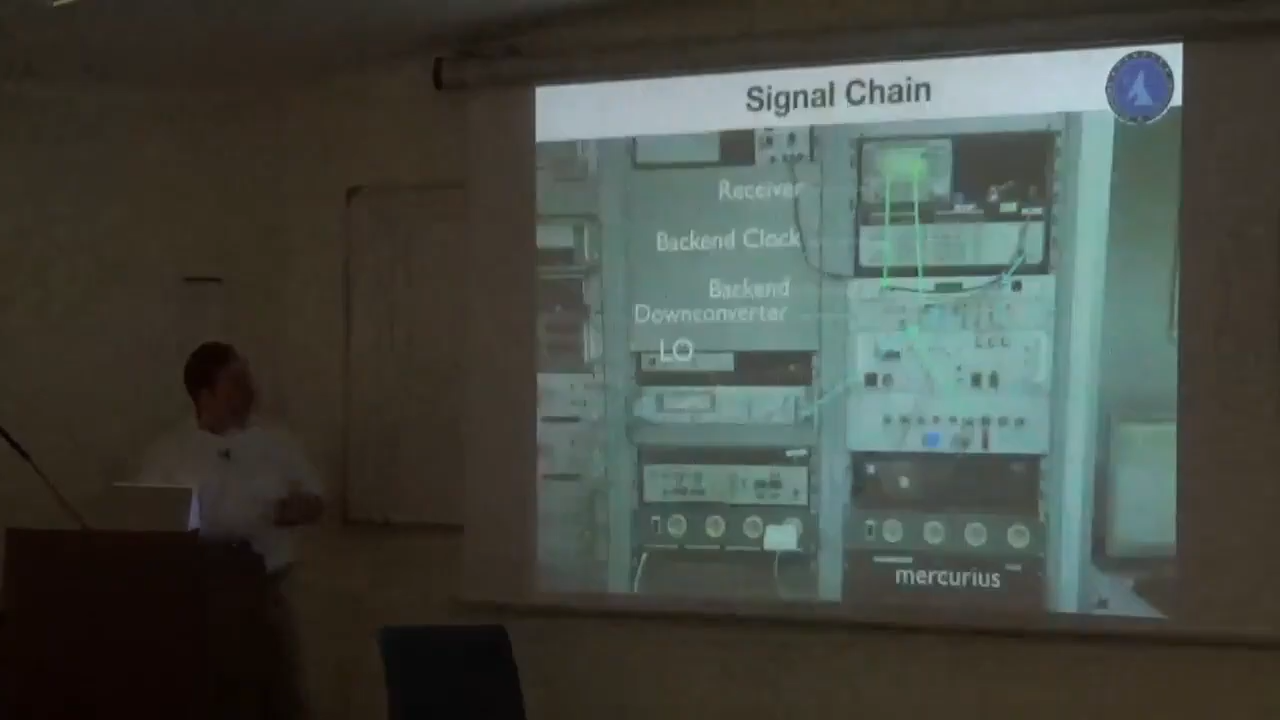 Signal Chain
Receiver
Backend Clock
Backend
Downconverter
LO
mercurius